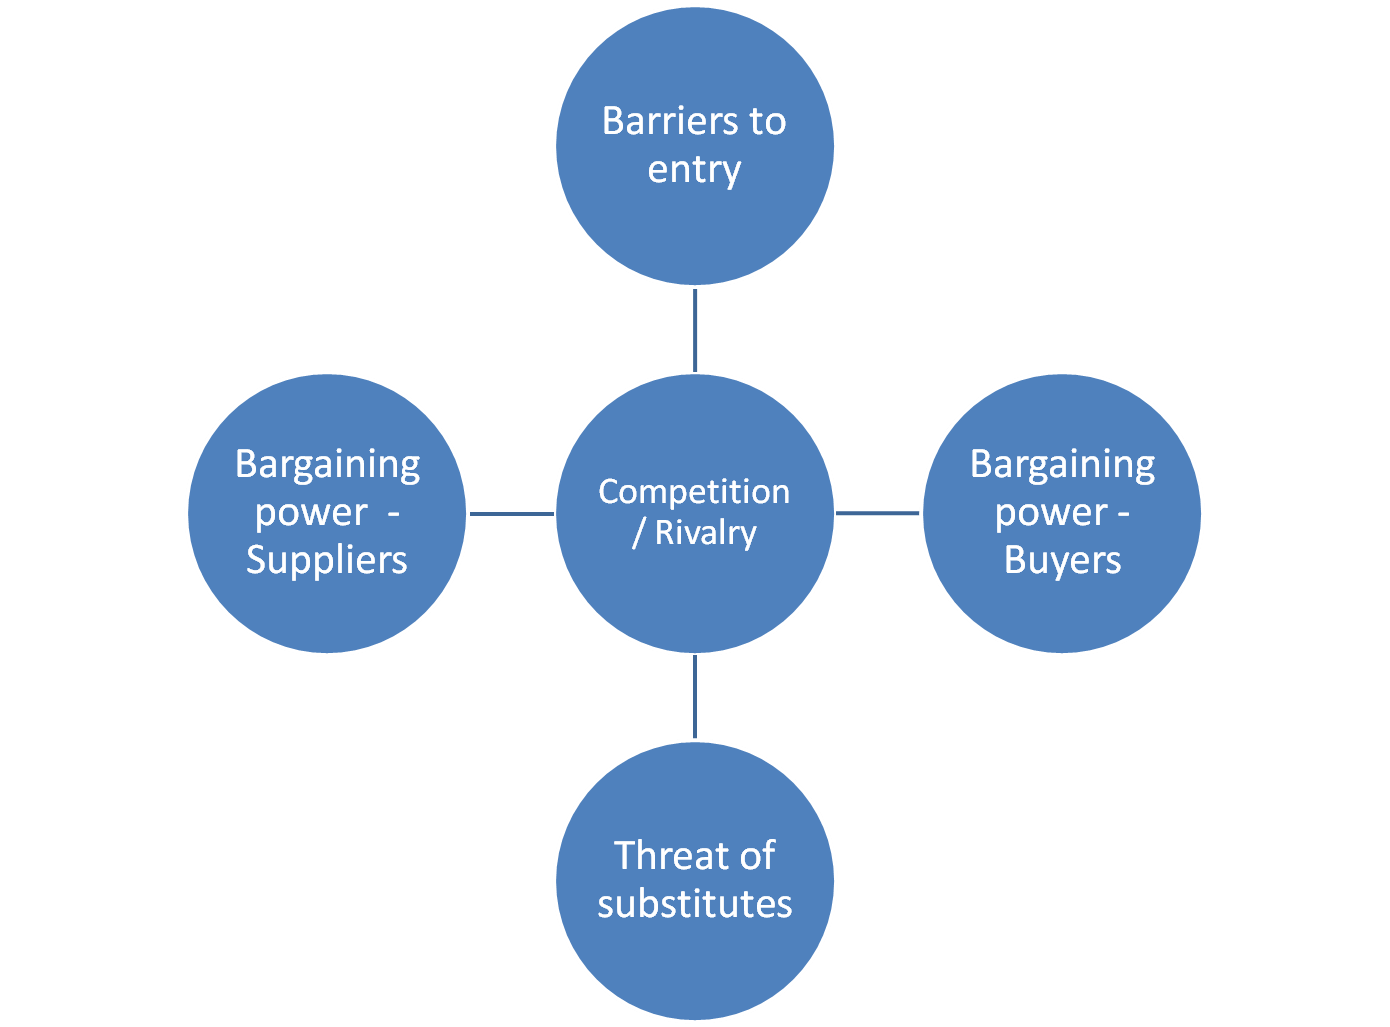 Barriers to
entry
Bargaining
power  -
Suppliers
Competition
/ Rivalry
Bargaining
power -
Buyers
Threat of
substitutes